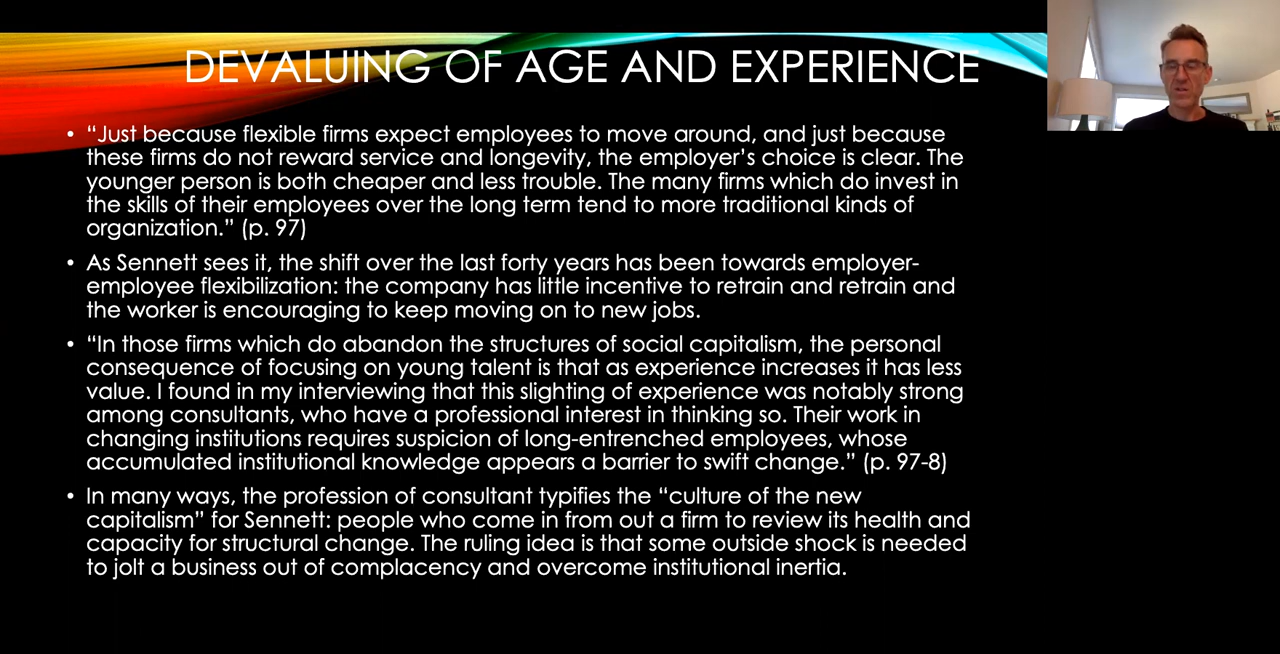 DEVALUING OF AGE AND EXPERIENCE
• “Just because flexible firms expect employees to move around, and just because
these firms do not reward service and longevity, the employer’s choice is clear. The
younger person is both cheaper and less trouble. The many firms which do invest in
the skills of their employees over the long term tend to more traditional kinds of
organization.” (p. 97)
• As Sennett sees it, the shift over the last forty years has been towards employer-
employee flexibilization: the company has little incentive to retrain and retrain and
the worker is encouraging to keep moving on to new jobs.
• “In those firms which do abandon the structures of social capitalism, the personal
consequence of focusing on young talent is that as experience increases it has less
value. I found in my interviewing that this slighting of experience was notably strong
among consultants, who have a professional interest in thinking so. Their work in
changing institutions requires suspicion of long-entrenched employees, whose
accumulated institutional knowledge appears a barrier to swift change.” (p. 97-8)
• In many ways, the profession of consultant typifies the “culture of the new
capitalism” for Sennett: people who come in from out a firm to review its health and
capacity for structural change. The ruling idea is that some outside shock is needed
to jolt a business out of complacency and overcome institutional inertia.